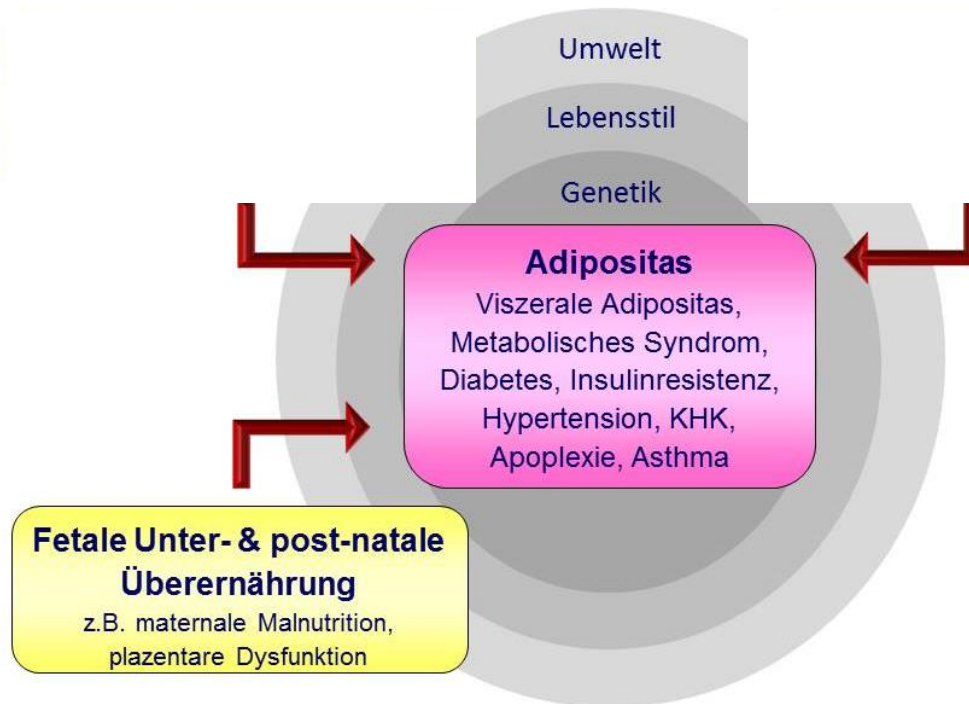 Umwelt
Lebensstil
Genetik
Adipositas
Viszerale Adipositas,
Metabolisches Syndrom,
Diabetes, Insulinresistenz,
Hypertension, KHK,
Apoplexie, Asthma
Fetale Unter- & post-natale
Überernährung
z.B. maternale Malnutrition,
plazentare Dysfunktion